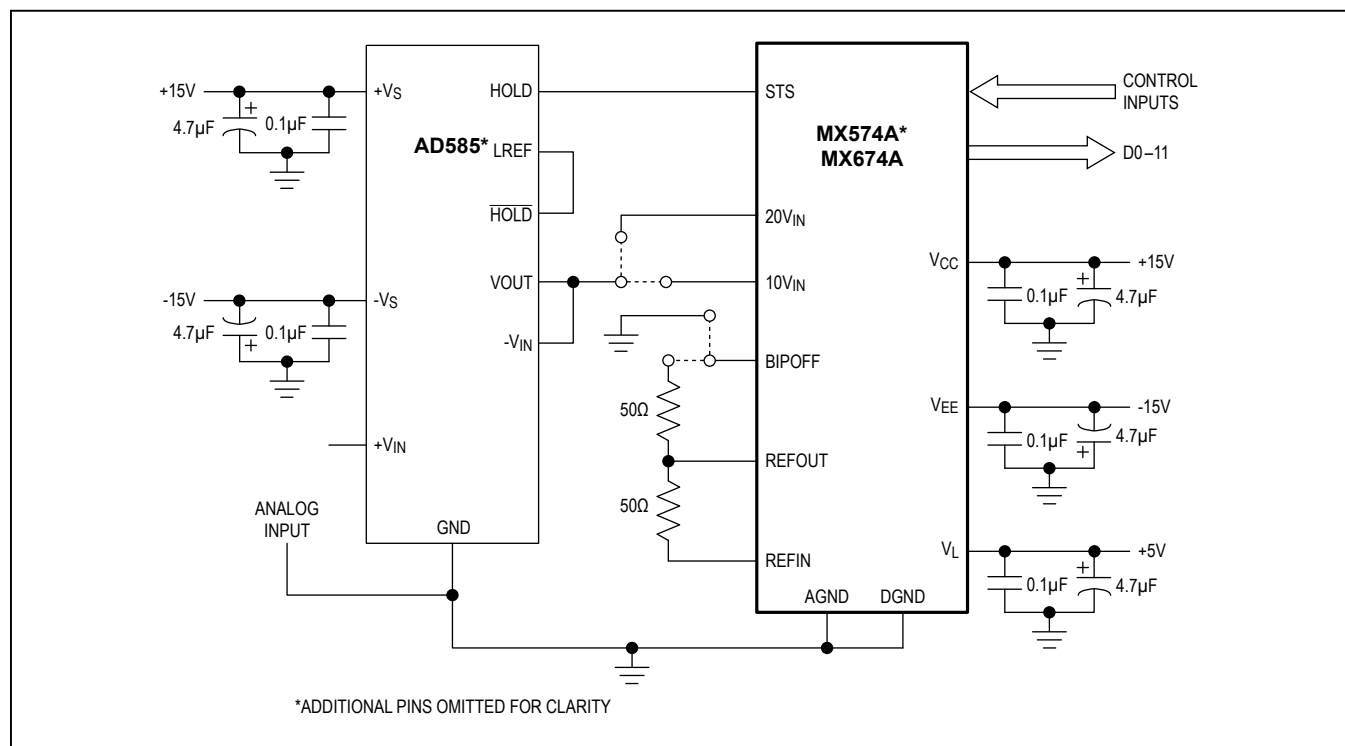 +15V
4.7µF
+
0.1µF
+VS
HOLD
AD585*
LREF
HOLD
-15V
4.7µF
+
0.1µF
-VS
VOUT
-VIN
+VIN
ANALOG
INPUT
GND
STS
MX574A*
MX674A
CONTROL
INPUTS
D0–11
20VIN
10VIN
BIPOFF
50Ω
REFOUT
50Ω
REFIN
VCC
+15V
0.1µF
+
4.7µF
VEE
-15V
0.1µF
+
4.7µF
VL
+5V
0.1µF
+
4.7µF
AGND
DGND
*ADDITIONAL PINS OMITTED FOR CLARITY